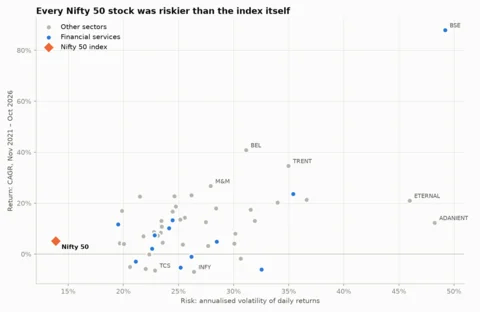 Every Nifty 50 stock was riskier than the index itself
Other sectors
Financial services
Nifty 50 index
BSE
80%
60%
40%
20%
0%
BEL
TRENT
M&M
ETERNAL
ADANIENT
Nifty 50
TCS
INFY
15%
20%
25%
30%
35%
40%
45%
50%
Risk: annualised volatility of daily returns
Return: CAGR, Nov 2021 – Oct 2026